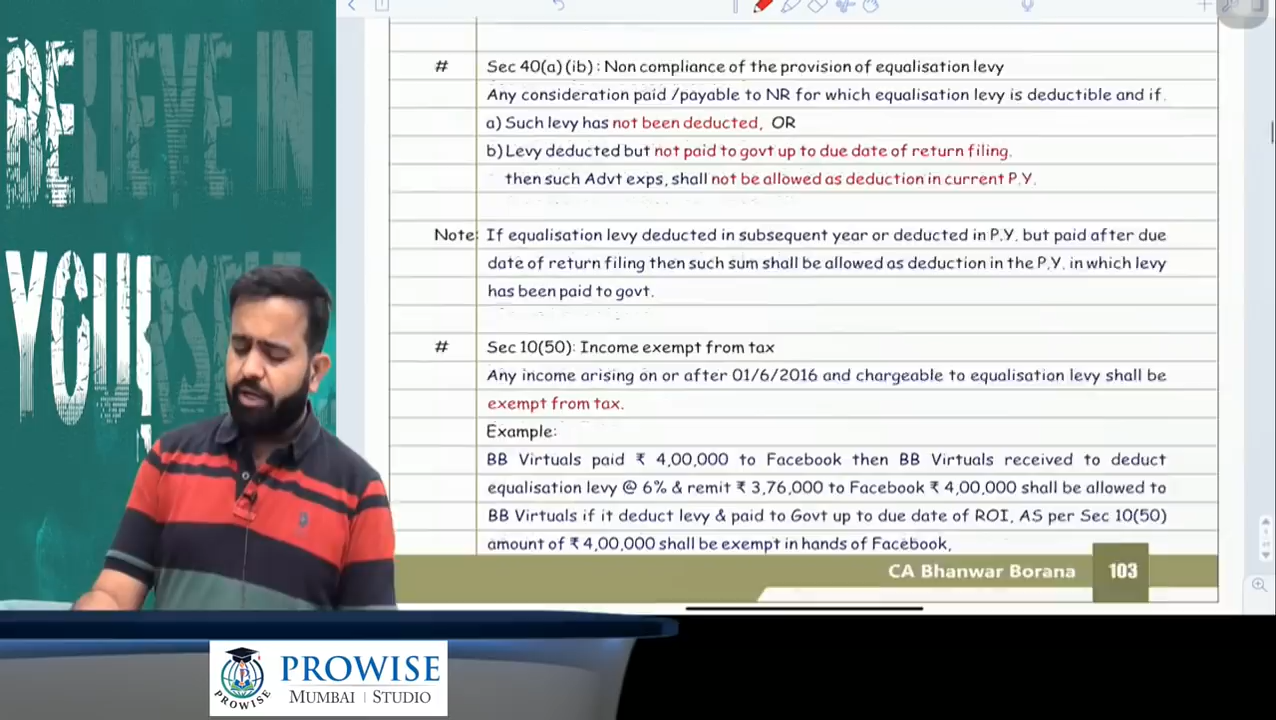 BELIEVE IN
YOURSELF
# Sec 40(a)(ib) : Non compliance of the provision of equalisation levy
Any consideration paid /payable to NR for which equalisation levy is deductible and if.
a) Such levy has not been deducted, OR
b) Levy deducted but not paid to govt up to due date of return filing.
then such Advt exps, shall not be allowed as deduction in current P.Y.
Note: If equalisation levy deducted in subsequent year or deducted in P.Y. but paid after due
date of return filing then such sum shall be allowed as deduction in the P.Y. in which levy
has been paid to govt.
# Sec 10(50): Income exempt from tax
Any income arising on or after 01/6/2016 and chargeable to equalisation levy shall be
exempt from tax.
Example:
BB Virtuals paid ₹ 4,00,000 to Facebook then BB Virtuals received to deduct
equalisation levy @ 6% & remit ₹ 3,76,000 to Facebook ₹ 4,00,000 shall be allowed to
BB Virtuals if it deduct levy & paid to Govt up to due date of ROI, AS per Sec 10(50)
amount of ₹ 4,00,000 shall be exempt in hands of Facebook,
CA Bhanwar Borana 103
PROWISE
PROWISE
MUMBAI | STUDIO